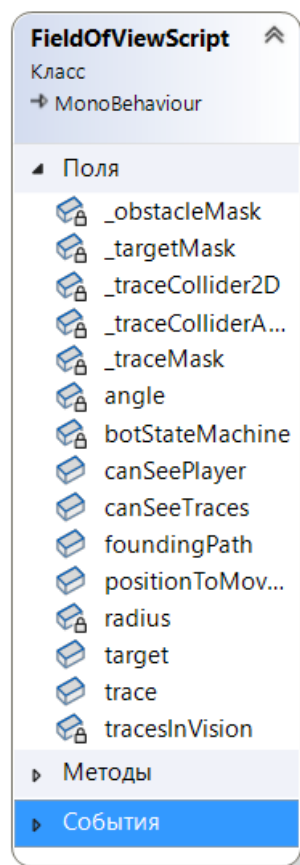 FieldOfViewScript
Класс
MonoBehaviour
Поля
_obstacleMask
_targetMask
_traceCollider2D
_traceColliderA...
_traceMask
angle
botStateMachine
canSeePlayer
canSeeTraces
foundingPath
positionToMov...
radius
target
trace
tracesInVision
Методы
События